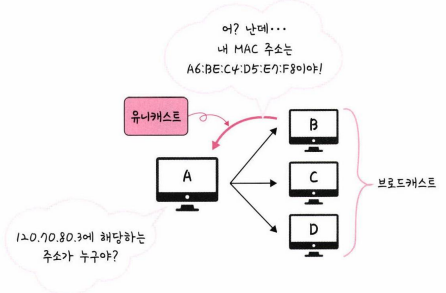 어? 난데···
내 MAC 주소는
A6:BE:C4:D5:E7:F8이야!
유니캐스트
B
A
C
브로드캐스트
D
120.70.80.3에 해당하는
주소가 누구야?